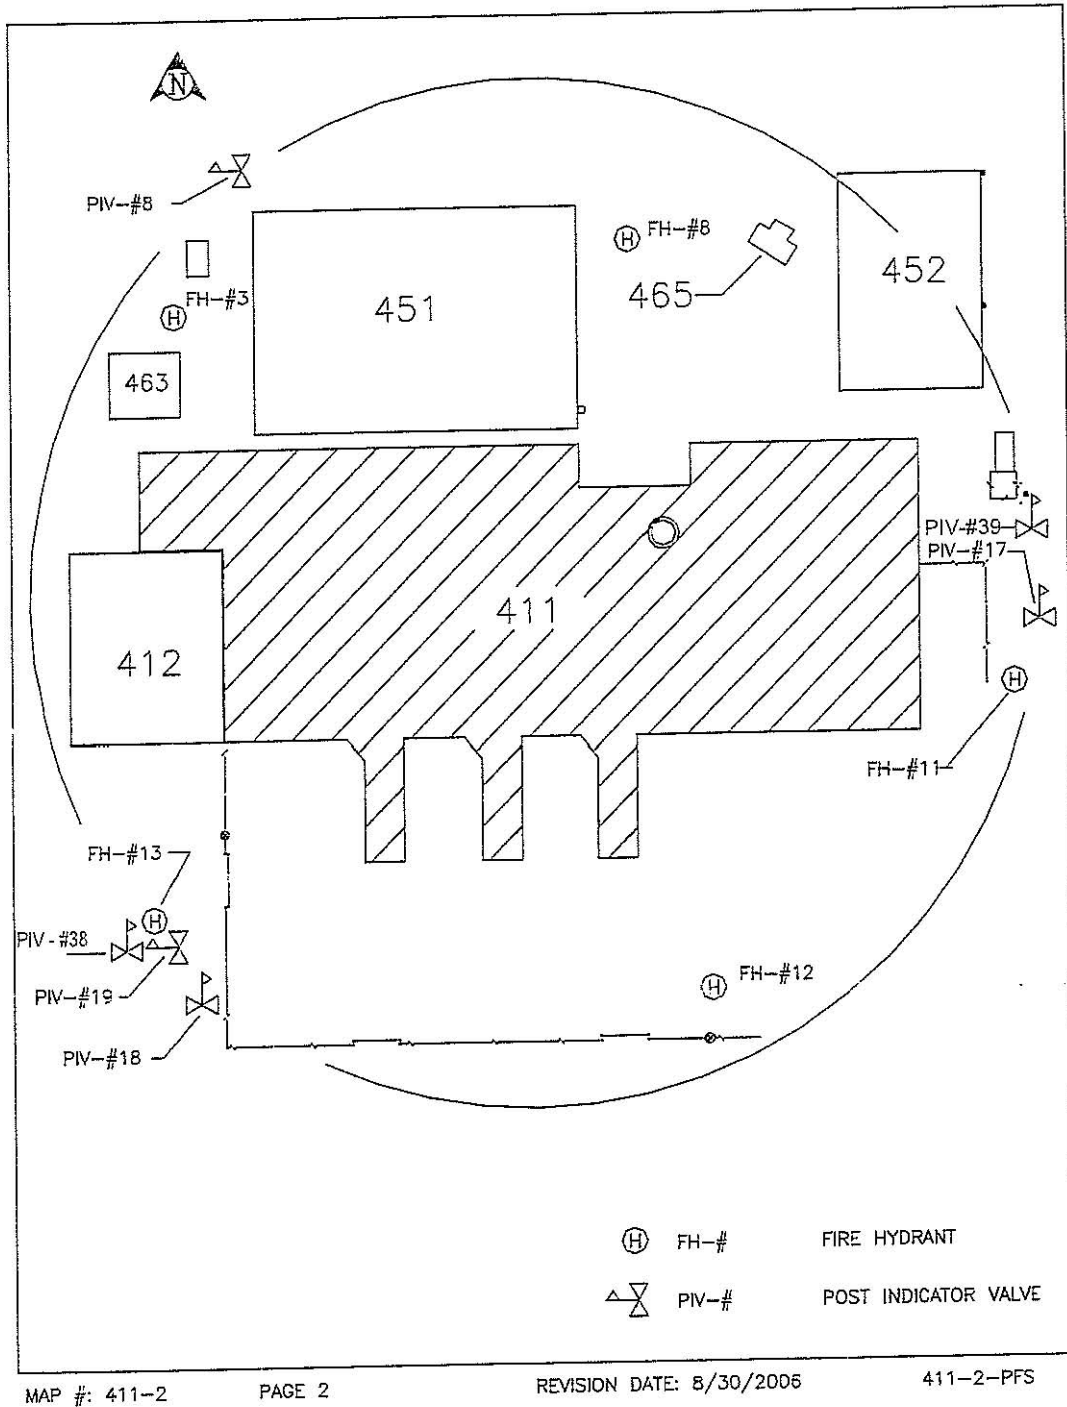 N
PIV-#8
FH-#3
H
463
451
H FH-#8
465
452
411
412
PIV-#39
PIV-#17
H
FH-#11
FH-#13
H
PIV-#38
PIV-#19
PIV-#18
H FH-#12
H FH-# FIRE HYDRANT
PIV-# POST INDICATOR VALVE
MAP #: 411-2 PAGE 2 REVISION DATE: 8/30/2006 411-2-PFS